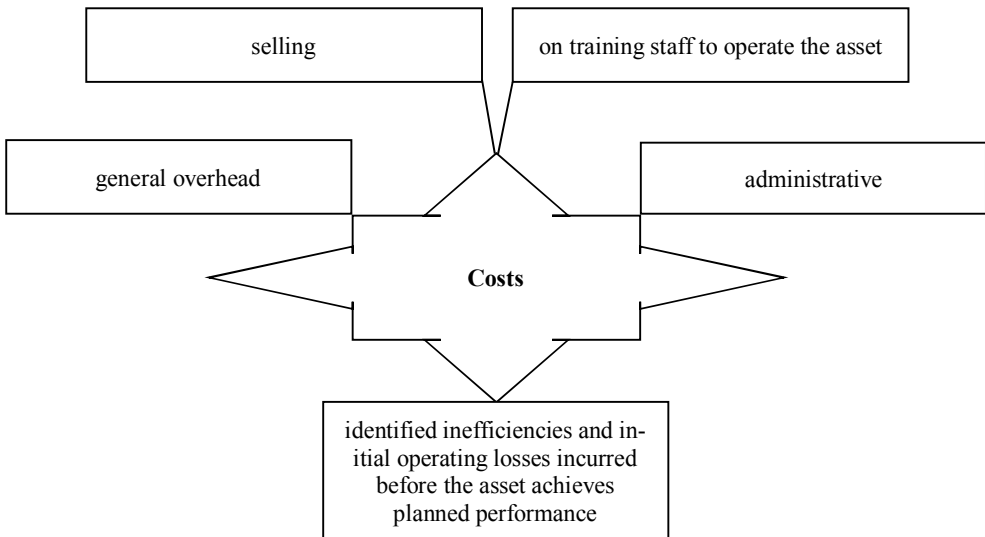 selling
on training staff to operate the asset
general overhead
administrative
Costs
identified inefficiencies and in-
itial operating losses incurred
before the asset achieves
planned performance